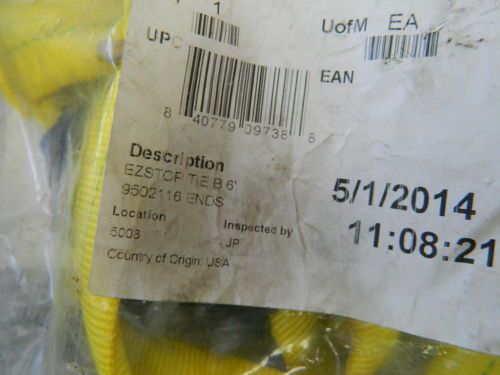 1
UofM EA
UPC
EAN
8 40779 09738 8
Description
EZSTOP TIE B 6'
9502116 ENDS
5/1/2014
Location
Inspected by
5008
JP
11:08:21
Country of Origin: USA